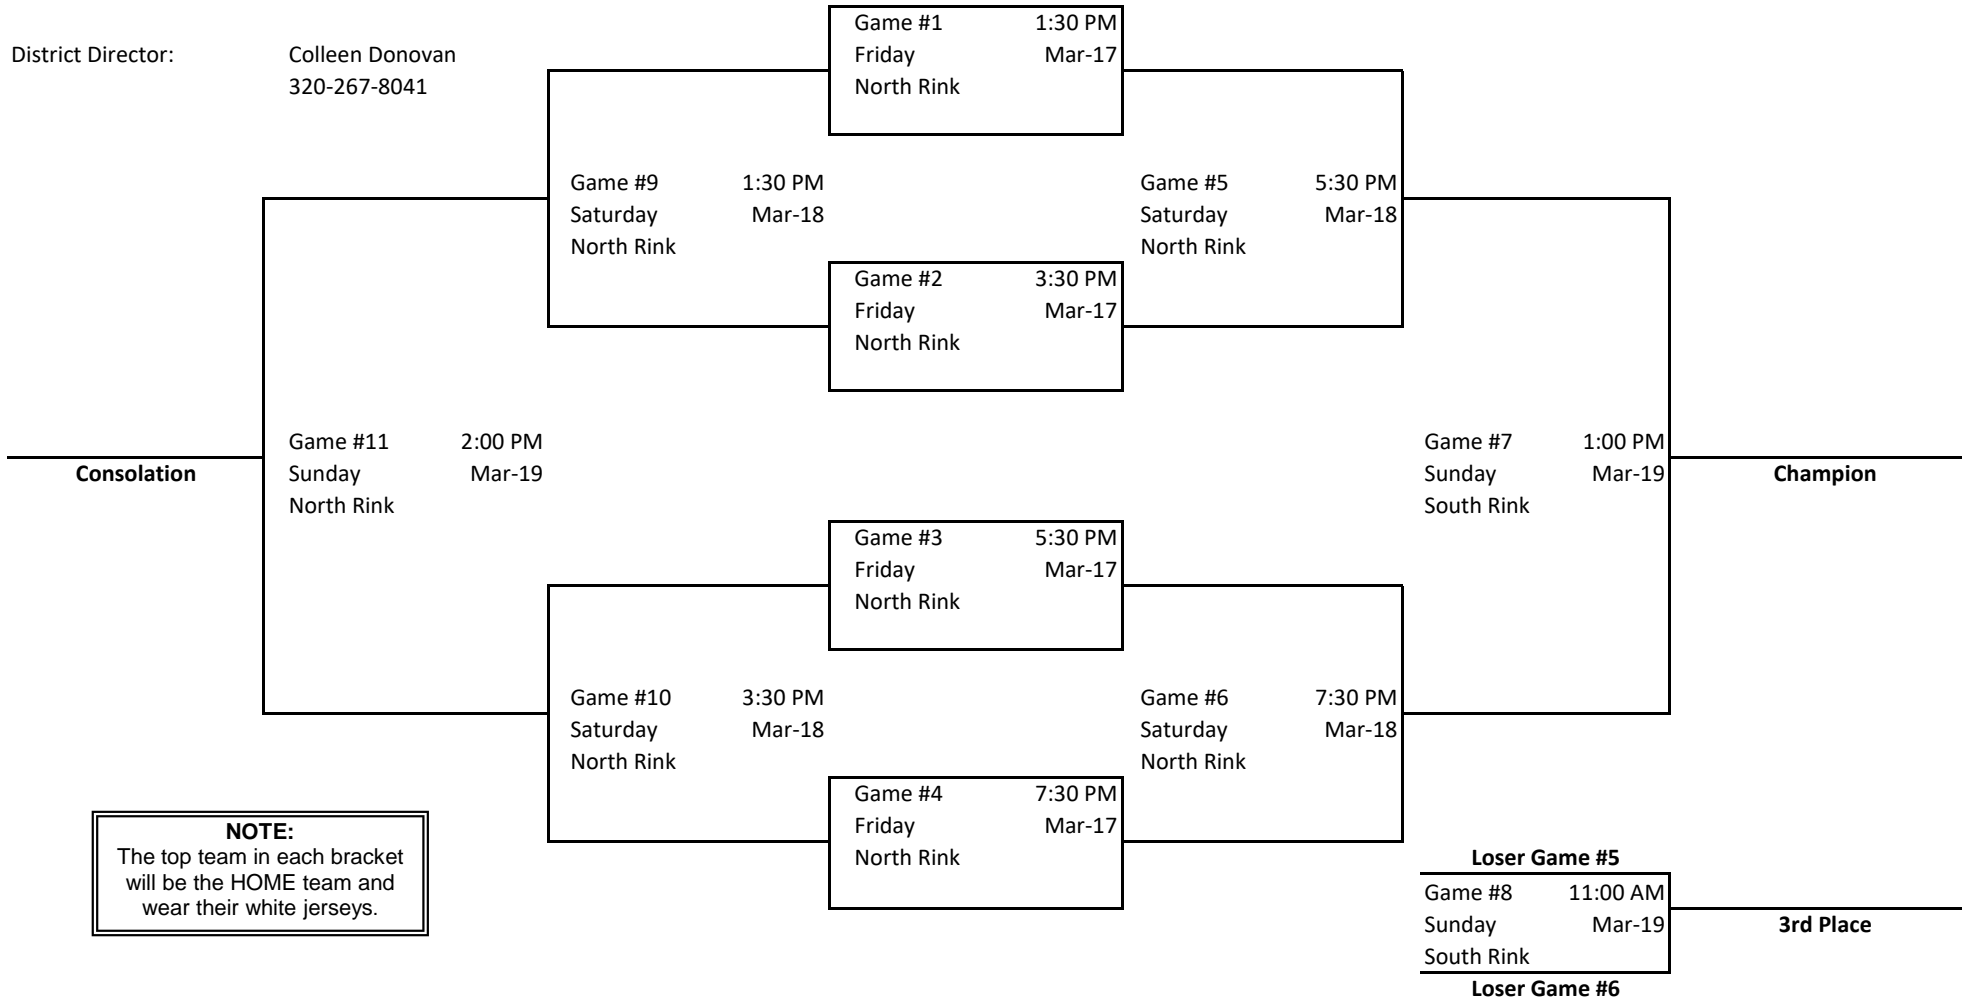 Game #1 1:30 PM
District Director: Colleen Donovan Friday Mar-17
320-267-8041 North Rink
Game #9 1:30 PM Game #5 5:30 PM
Saturday Mar-18 Saturday Mar-18
North Rink North Rink
Game #2 3:30 PM
Friday Mar-17
North Rink
Game #11 2:00 PM Game #7 1:00 PM
Consolation Sunday Mar-19 Sunday Mar-19 Champion
North Rink South Rink
Game #3 5:30 PM
Friday Mar-17
North Rink
Game #10 3:30 PM Game #6 7:30 PM
Saturday Mar-18 Saturday Mar-18
North Rink North Rink
Game #4 7:30 PM
Friday Mar-17
North Rink
NOTE:
The top team in each bracket
will be the HOME team and
wear their white jerseys.
Loser Game #5
Game #8 11:00 AM
Sunday Mar-19 3rd Place
South Rink
Loser Game #6